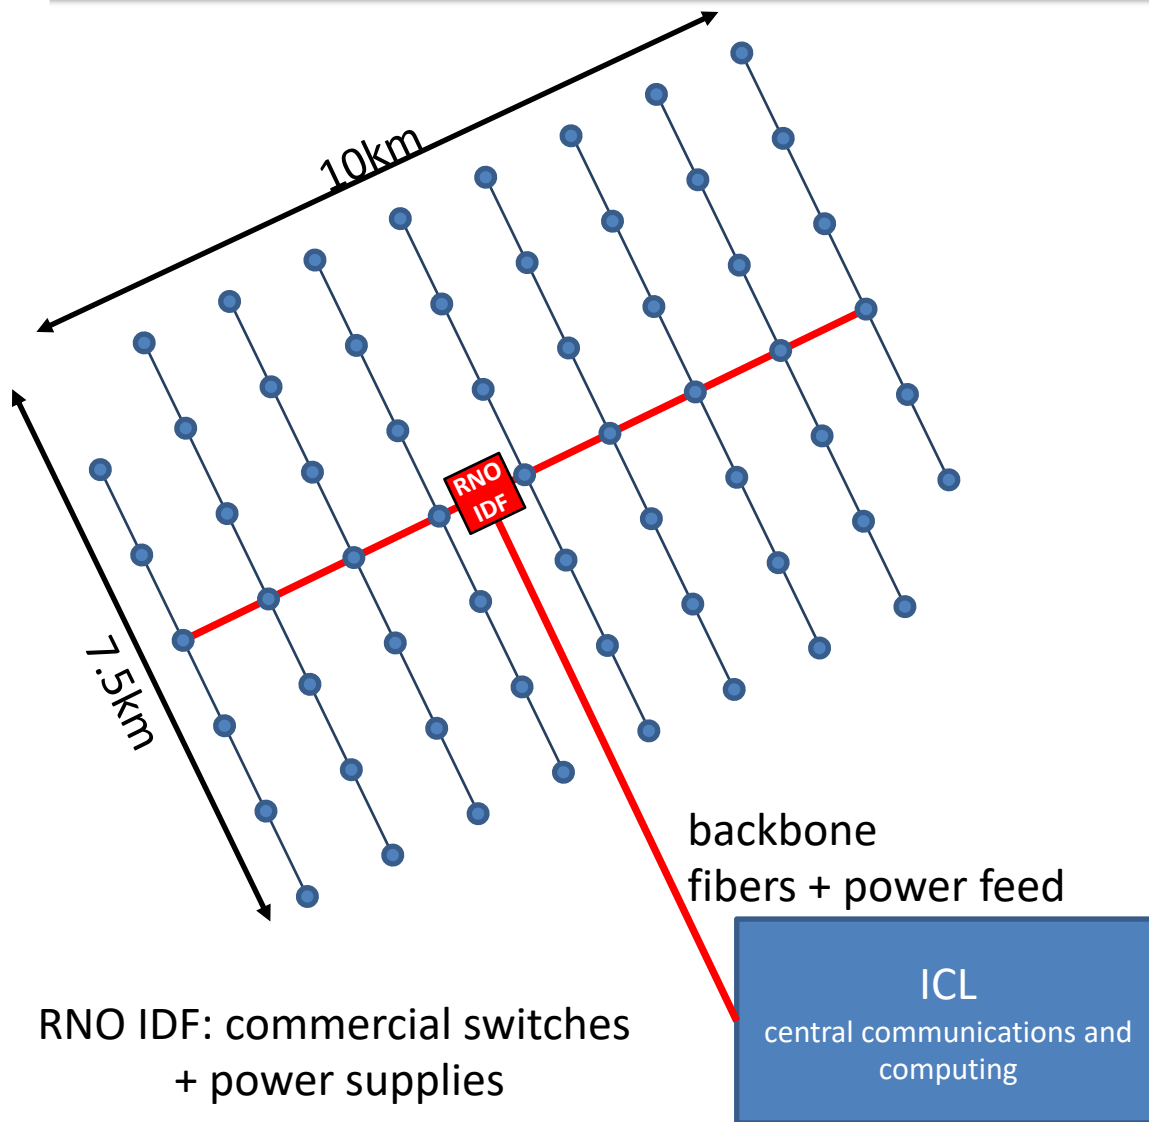 10km
RNO
IDF
7.5km
backbone
fibers + power feed
ICL
central communications and
computing
RNO IDF: commercial switches
+ power supplies